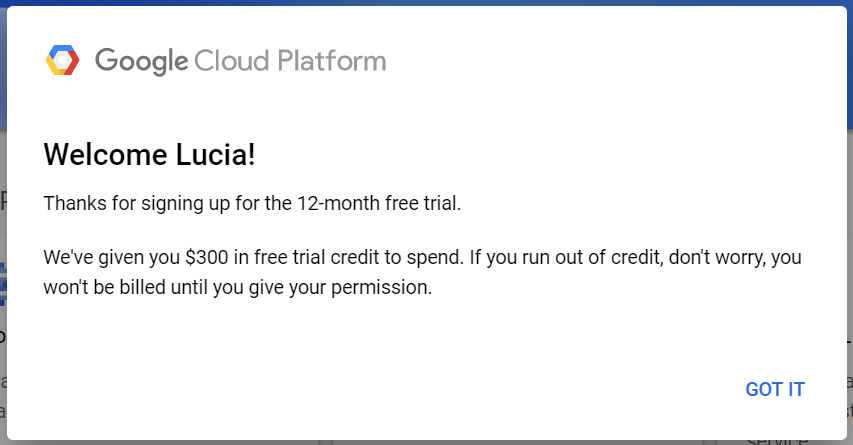 Google Cloud Platform
Welcome Lucia!
Thanks for signing up for the 12-month free trial.
We've given you $300 in free trial credit to spend. If you run out of credit, don't worry, you
won't be billed until you give your permission.
GOT IT
service